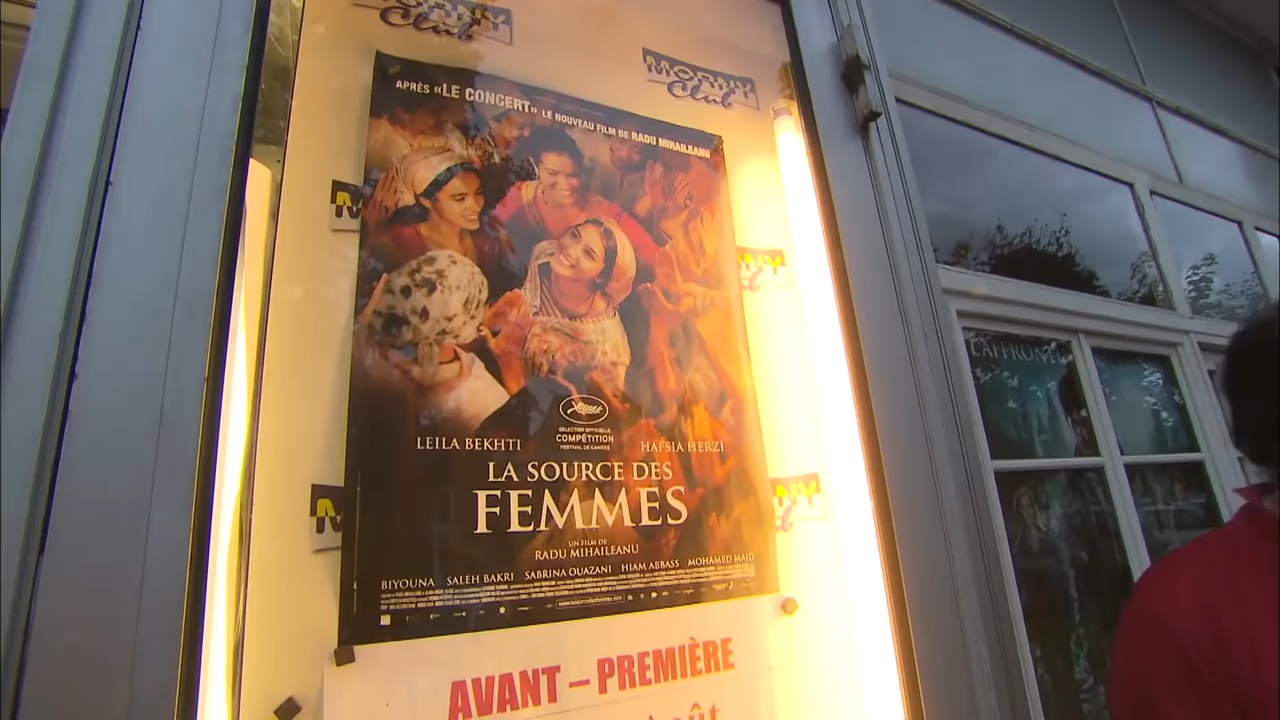 MORNY
Club
MORNY
Club
APRÈS «LE CONCERT» LE NOUVEAU FILM DE RADU MIHAILEANU
SÉLECTION OFFICIELLE
COMPÉTITION
FESTIVAL DE CANNES
LEILA BEKHTI
HAFSIA HERZI
LA SOURCE DES
FEMMES
UN FILM DE
RADU MIHAILEANU
BIYOUNA SALEH BAKRI SABRINA OUAZANI HIAM ABBASS MOHAMED MAJD
AVANT – PREMIÈRE
Août
L'AFFRONTEMENT